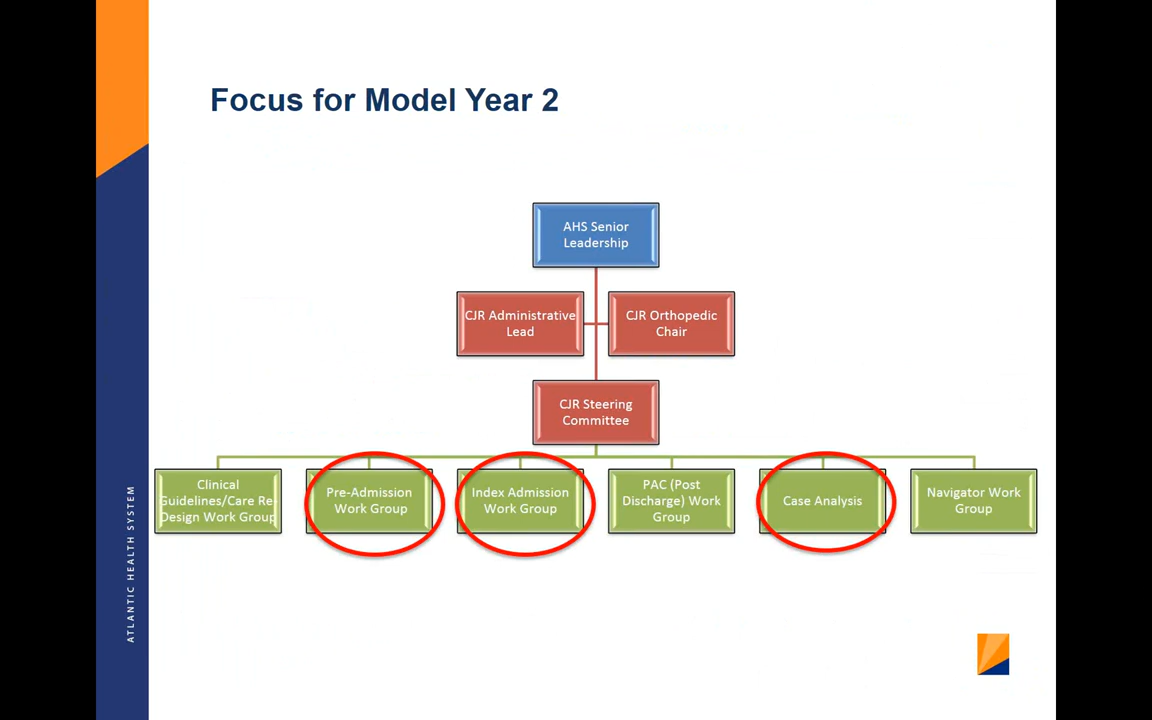 Focus for Model Year 2
AHS Senior
Leadership
CJR Administrative
Lead
CJR Orthopedic
Chair
CJR Steering
Committee
Clinical
Guidelines/Care Re-
Design Work Group
Pre-Admission
Work Group
Index Admission
Work Group
PAC (Post
Discharge) Work
Group
Case Analysis
Navigator Work
Group
ATLANTIC HEALTH SYSTEM